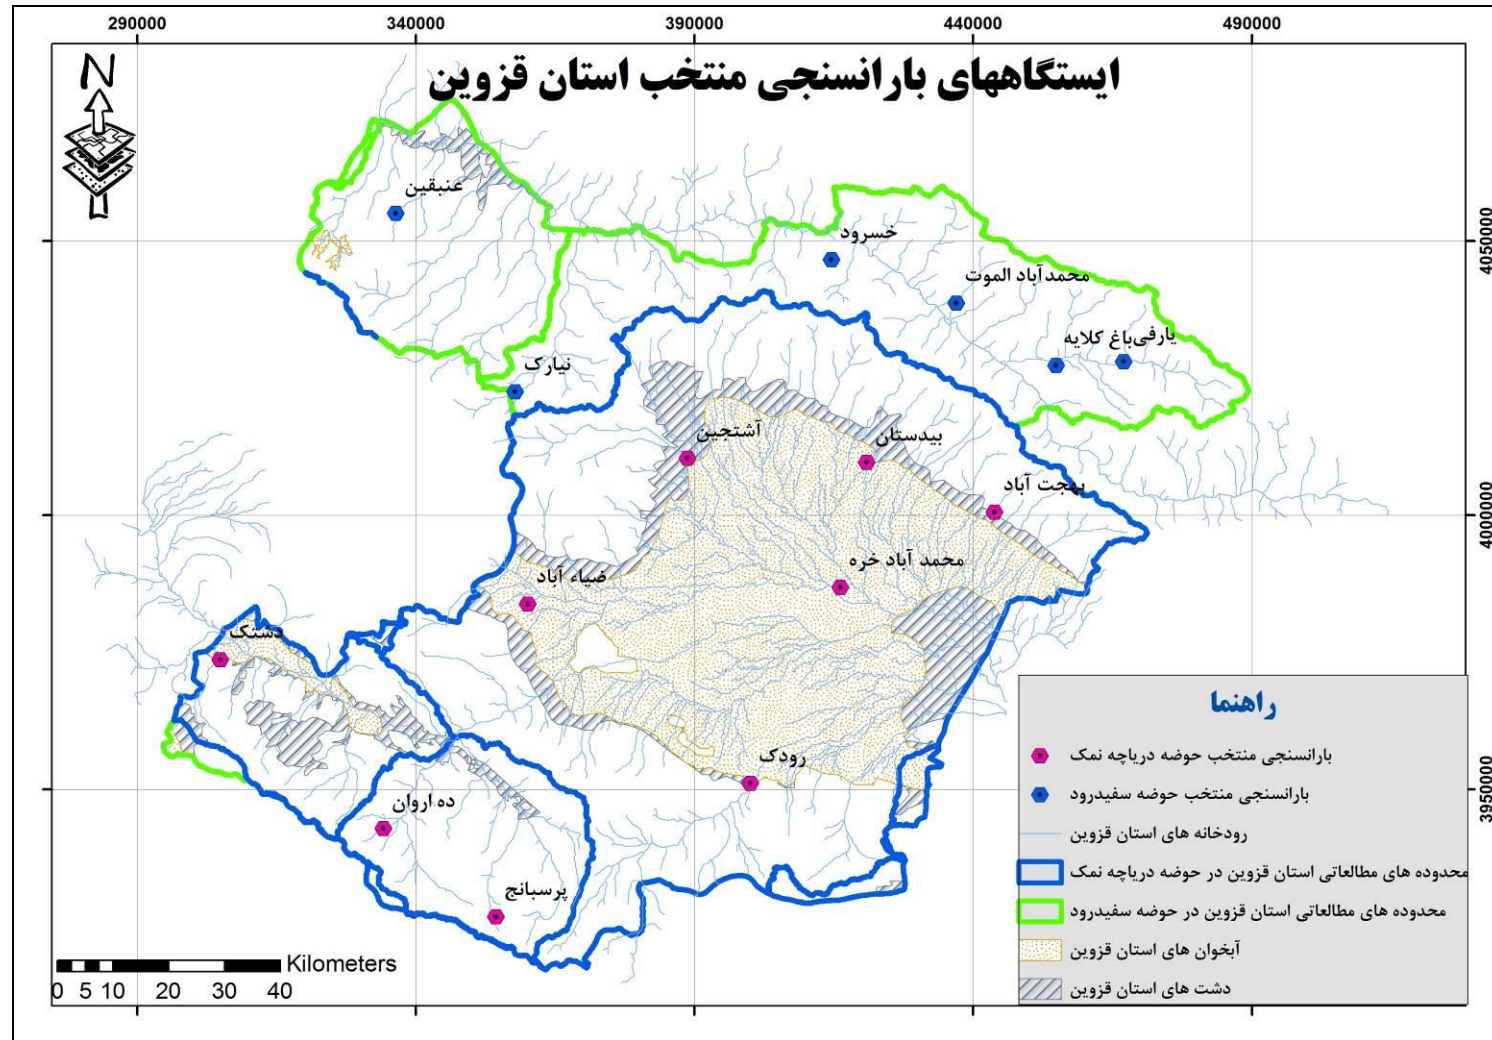 290000 340000 390000 440000 490000
ایستگاههای بارانسنجی منتخب استان قزوین
N
عنبقین
خسرود
4050000
محمدآباد الموت
باغ کلایه
یارفی
نیارک
آشتجین
بیدستان
بهجت آباد
4000000
محمد آباد خره
ضیاء آباد
دشتک
رودک
3950000
ده اروان
پرسبانج
راهنما
بارانسنجی منتخب حوضه دریاچه نمک
بارانسنجی منتخب حوضه سفیدرود
رودخانه های استان قزوین
محدوده های مطالعاتی استان قزوین در حوضه دریاچه نمک
محدوده های مطالعاتی استان قزوین در حوضه سفیدرود
آبخوان های استان قزوین
دشت های استان قزوین
Kilometers
0 5 10 20 30 40
290000 340000 390000 440000 490000